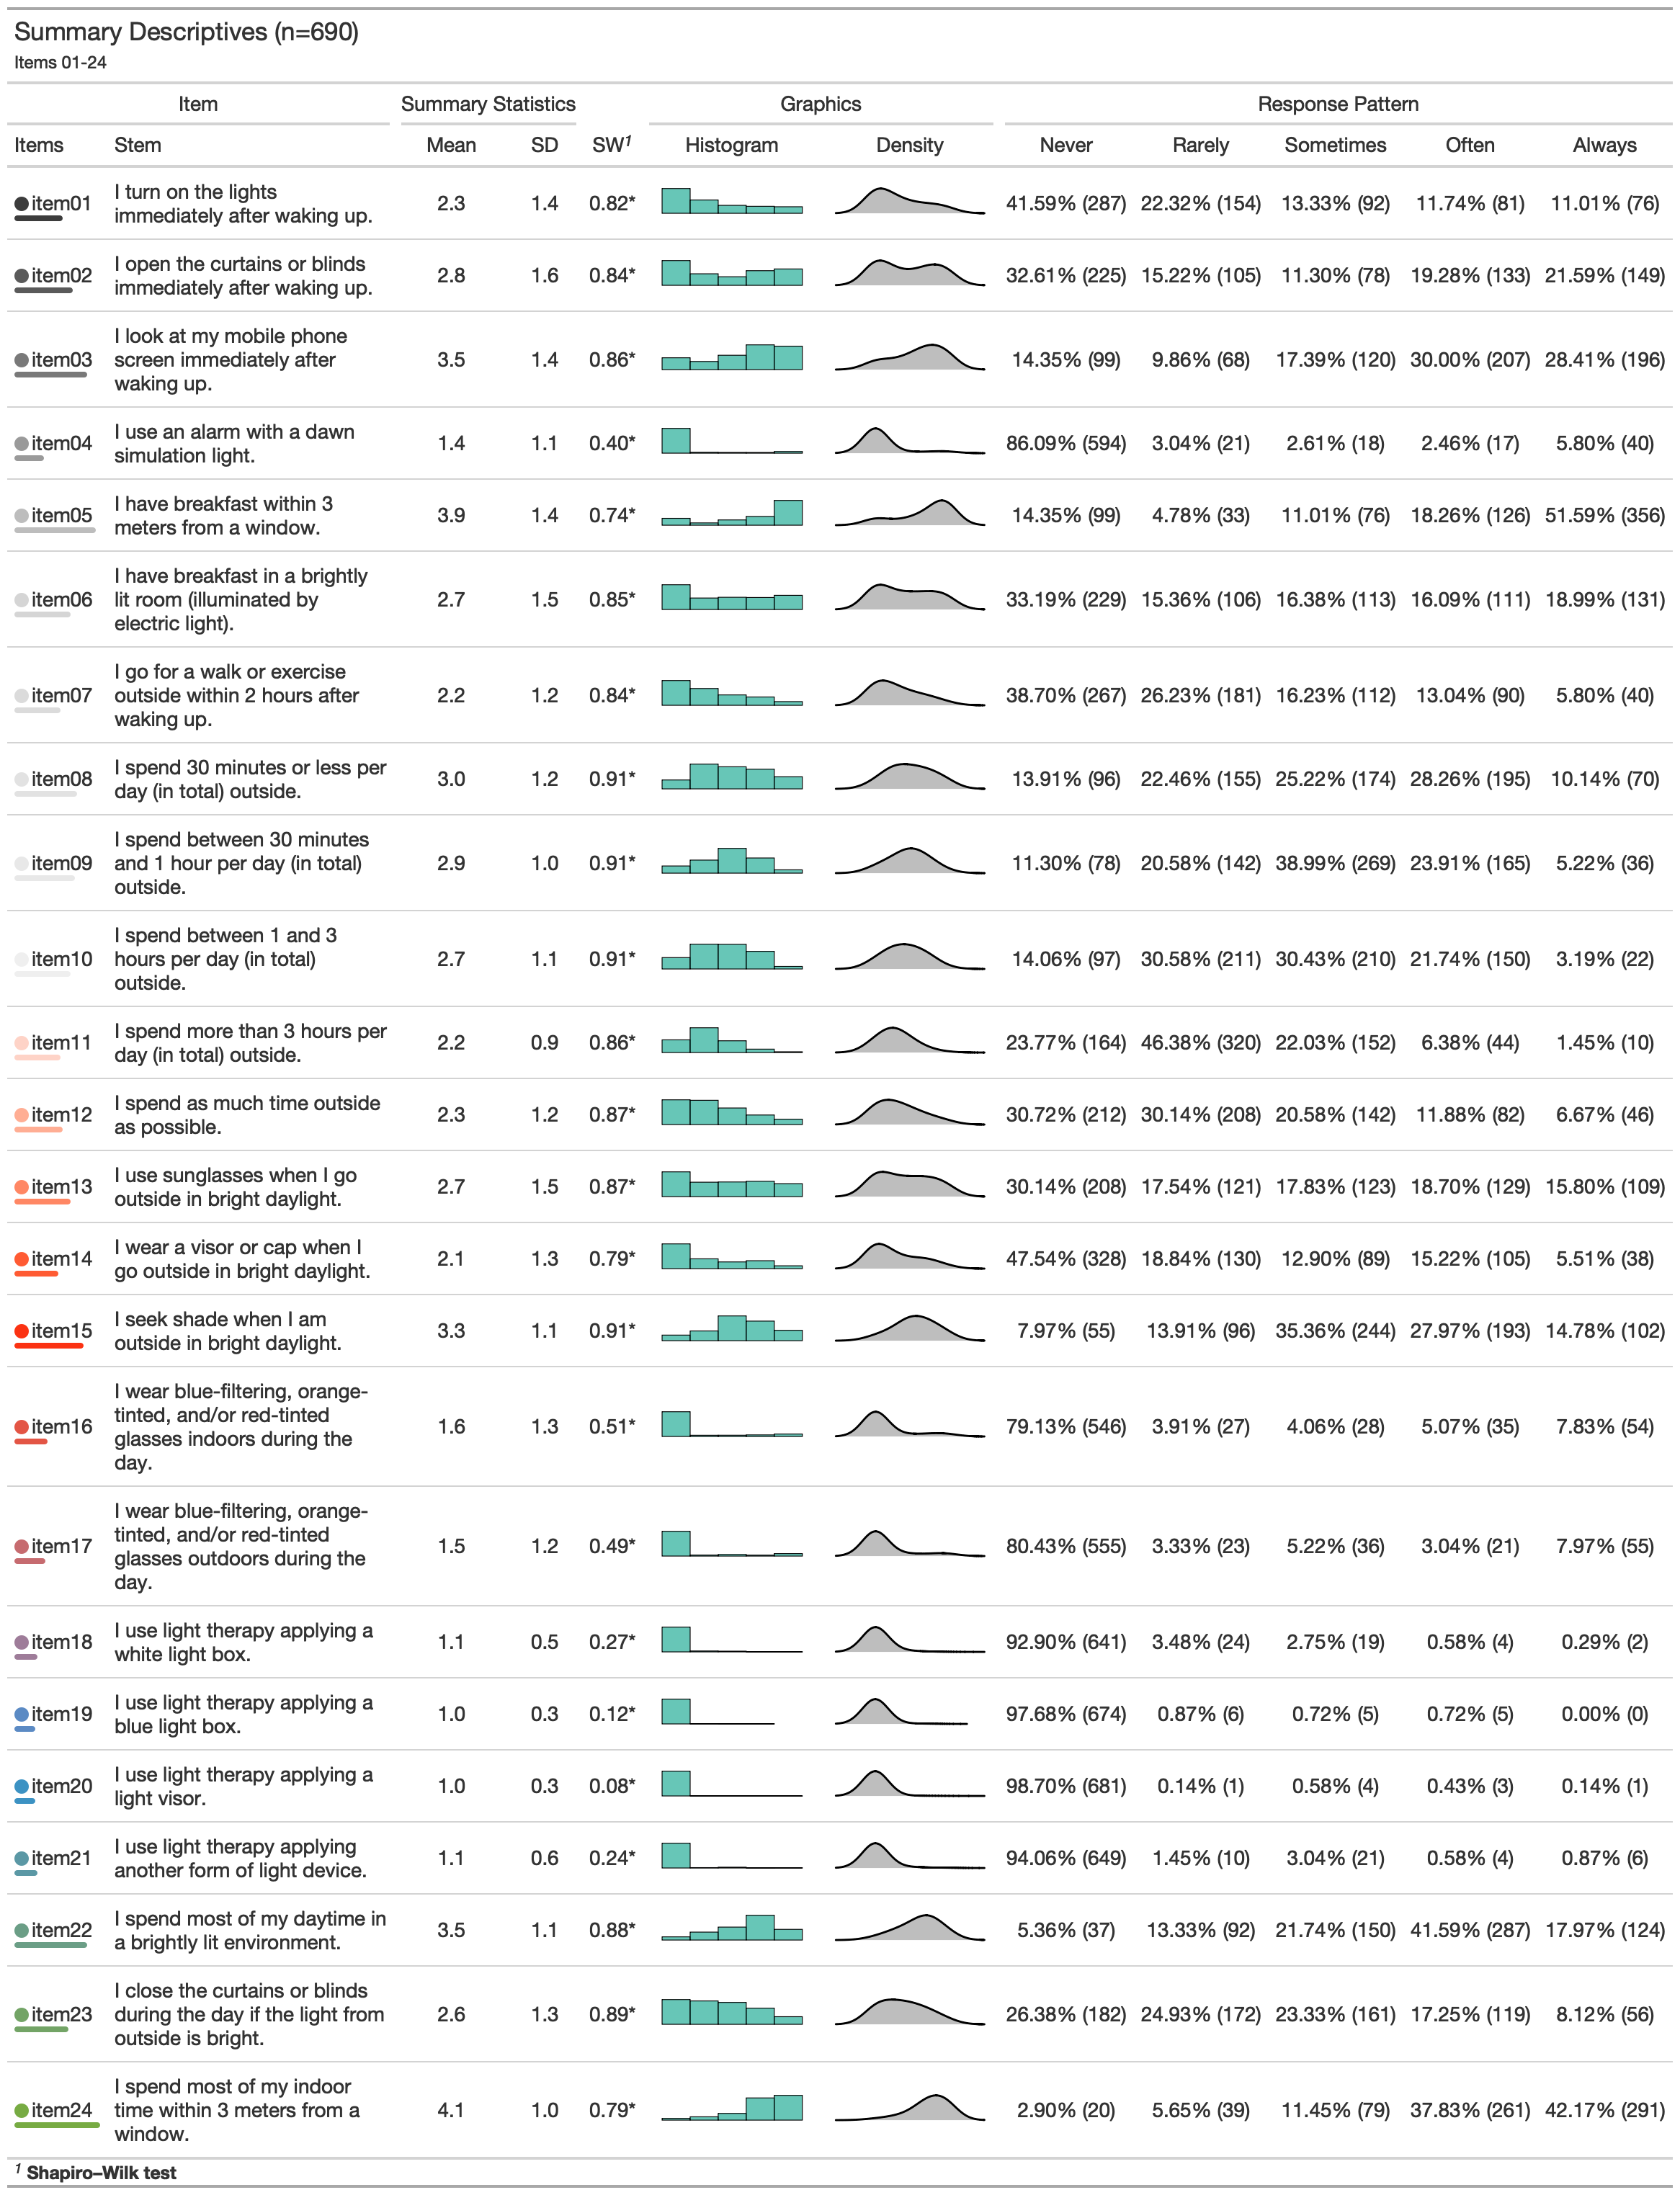 Summary Descriptives (n=690)
Items 01-24
Item Summary Statistics Graphics Response Pattern
Items Stem Mean SD SW1 Histogram Density Never Rarely Sometimes Often Always
I turn on the lights
item01 2.3 1.4 0.82* 41.59% (287) 22.32% (154) 13.33% (92) 11.74% (81) 11.01% (76)
immediately after waking up.
I open the curtains or blinds
item02 2.8 1.6 0.84* 32.61% (225) 15.22% (105) 11.30% (78) 19.28% (133) 21.59% (149)
immediately after waking up.
I look at my mobile phone
item03 screen immediately after 3.5 1.4 0.86* 14.35% (99) 9.86% (68) 17.39% (120) 30.00% (207) 28.41% (196)
waking up.
I use an alarm with a dawn
item04 1.4 1.1 0.40* 86.09% (594) 3.04% (21) 2.61% (18) 2.46% (17) 5.80% (40)
simulation light.
I have breakfast within 3
item05 3.9 1.4 0.74* 14.35% (99) 4.78% (33) 11.01% (76) 18.26% (126) 51.59% (356)
meters from a window.
I have breakfast in a brightly
item06 lit room (illuminated by 2.7 1.5 0.85* 33.19% (229) 15.36% (106) 16.38% (113) 16.09% (111) 18.99% (131)
electric light).
I go for a walk or exercise
item07 outside within 2 hours after 2.2 1.2 0.84* 38.70% (267) 26.23% (181) 16.23% (112) 13.04% (90) 5.80% (40)
waking up.
I spend 30 minutes or less per
item08 3.0 1.2 0.91* 13.91% (96) 22.46% (155) 25.22% (174) 28.26% (195) 10.14% (70)
day (in total) outside.
I spend between 30 minutes
item09 and 1 hour per day (in total) 2.9 1.0 0.91* 11.30% (78) 20.58% (142) 38.99% (269) 23.91% (165) 5.22% (36)
outside.
I spend between 1 and 3
item10 hours per day (in total) 2.7 1.1 0.91* 14.06% (97) 30.58% (211) 30.43% (210) 21.74% (150) 3.19% (22)
outside.
I spend more than 3 hours per
item11 2.2 0.9 0.86* 23.77% (164) 46.38% (320) 22.03% (152) 6.38% (44) 1.45% (10)
day (in total) outside.
I spend as much time outside
item12 2.3 1.2 0.87* 30.72% (212) 30.14% (208) 20.58% (142) 11.88% (82) 6.67% (46)
as possible.
I use sunglasses when I go
item13 2.7 1.5 0.87* 30.14% (208) 17.54% (121) 17.83% (123) 18.70% (129) 15.80% (109)
outside in bright daylight.
I wear a visor or cap when I
item14 2.1 1.3 0.79* 47.54% (328) 18.84% (130) 12.90% (89) 15.22% (105) 5.51% (38)
go outside in bright daylight.
I seek shade when I am
item15 3.3 1.1 0.91* 7.97% (55) 13.91% (96) 35.36% (244) 27.97% (193) 14.78% (102)
outside in bright daylight.
I wear blue-filtering, orange-
tinted, and/or red-tinted
item16 1.6 1.3 0.51* 79.13% (546) 3.91% (27) 4.06% (28) 5.07% (35) 7.83% (54)
glasses indoors during the
day.
I wear blue-filtering, orange-
tinted, and/or red-tinted
item17 1.5 1.2 0.49* 80.43% (555) 3.33% (23) 5.22% (36) 3.04% (21) 7.97% (55)
glasses outdoors during the
day.
I use light therapy applying a
item18 1.1 0.5 0.27* 92.90% (641) 3.48% (24) 2.75% (19) 0.58% (4) 0.29% (2)
white light box.
I use light therapy applying a
item19 1.0 0.3 0.12* 97.68% (674) 0.87% (6) 0.72% (5) 0.72% (5) 0.00% (0)
blue light box.
I use light therapy applying a
item20 1.0 0.3 0.08* 98.70% (681) 0.14% (1) 0.58% (4) 0.43% (3) 0.14% (1)
light visor.
I use light therapy applying
item21 1.1 0.6 0.24* 94.06% (649) 1.45% (10) 3.04% (21) 0.58% (4) 0.87% (6)
another form of light device.
I spend most of my daytime in
item22 3.5 1.1 0.88* 5.36% (37) 13.33% (92) 21.74% (150) 41.59% (287) 17.97% (124)
a brightly lit environment.
I close the curtains or blinds
item23 during the day if the light from 2.6 1.3 0.89* 26.38% (182) 24.93% (172) 23.33% (161) 17.25% (119) 8.12% (56)
outside is bright.
I spend most of my indoor
item24 time within 3 meters from a 4.1 1.0 0.79* 2.90% (20) 5.65% (39) 11.45% (79) 37.83% (261) 42.17% (291)
window.
1 Shapiro–Wilk test